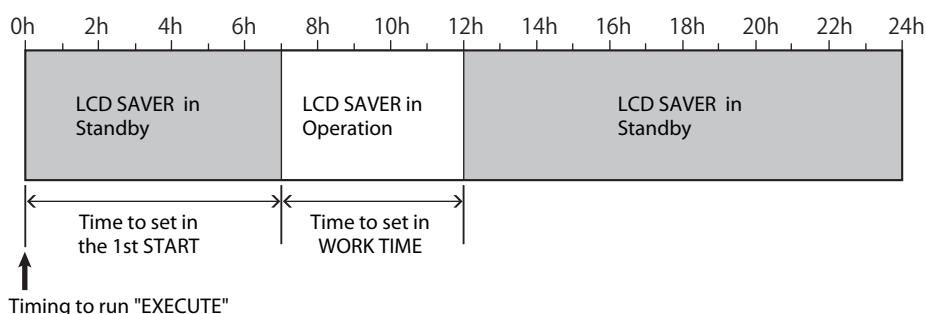 0h 2h 4h 6h 8h 10h 12h 14h 16h 18h 20h 22h 24h
LCD SAVER in
Standby
LCD SAVER in
Operation
LCD SAVER in
Standby
Time to set in
the 1st START
Time to set in
WORK TIME
Timing to run "EXECUTE"